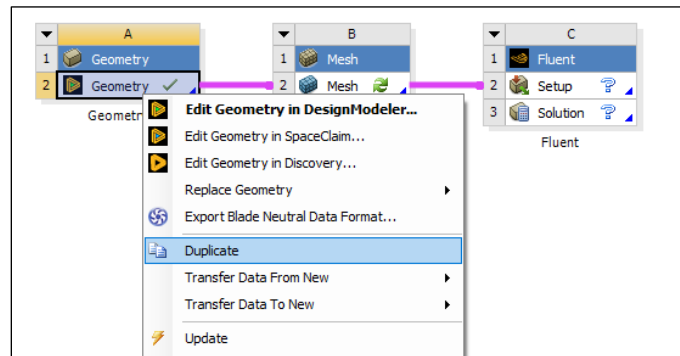 A
1 Geometry
2 Geometry
Geometr
B
1 Mesh
2 Mesh
C
1 Fluent
2 Setup ?
3 Solution ?
Fluent
Edit Geometry in DesignModeler...
Edit Geometry in SpaceClaim...
Edit Geometry in Discovery...
Replace Geometry
Export Blade Neutral Data Format...
Duplicate
Transfer Data From New
Transfer Data To New
Update